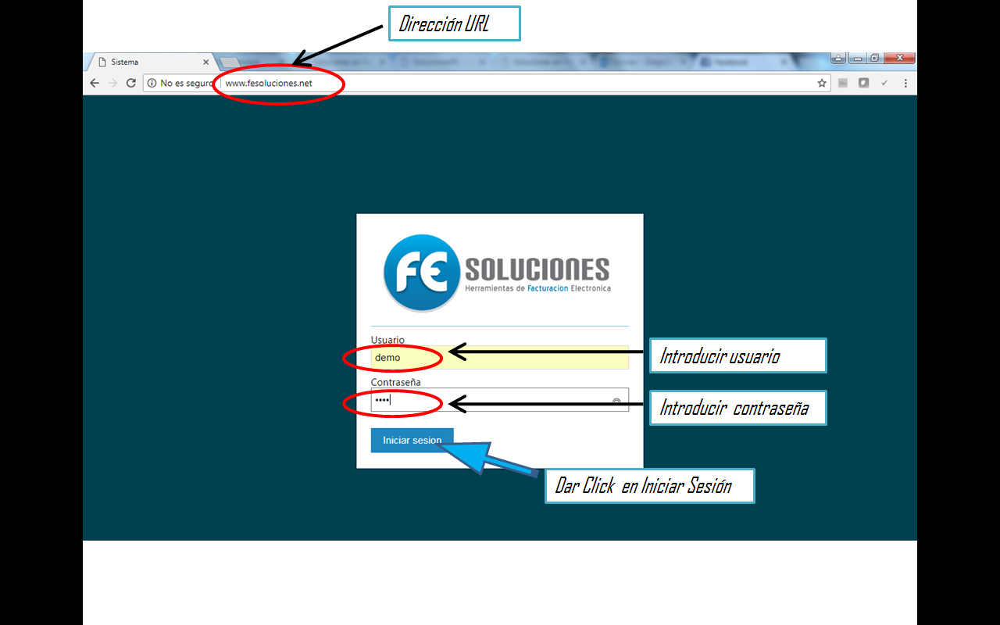 Dirección URL
Sistema
No es seguro
www.fesoluciones.net
FE SOLUCIONES
Herramientas de Facturación Electrónica
Usuario
demo
Introducir usuario
Contraseña
••••
Introducir contraseña
Iniciar sesion
Dar Click en Iniciar Sesión